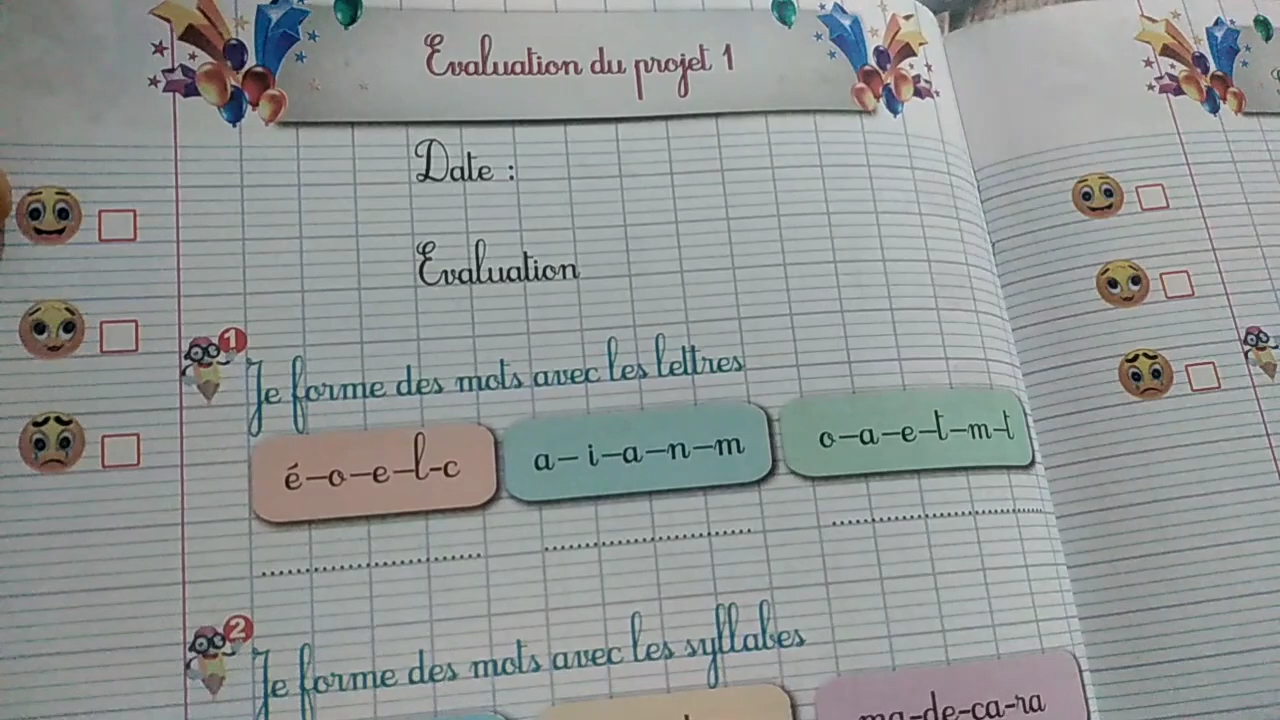 Evaluation du projet 1
Date :
Evaluation
1 Je forme des mots avec les lettres
é-o-e-l-c a-i-a-n-m o-a-e-t-m-t
2 Je forme des mots avec les syllabes
ma-de-ca-ra